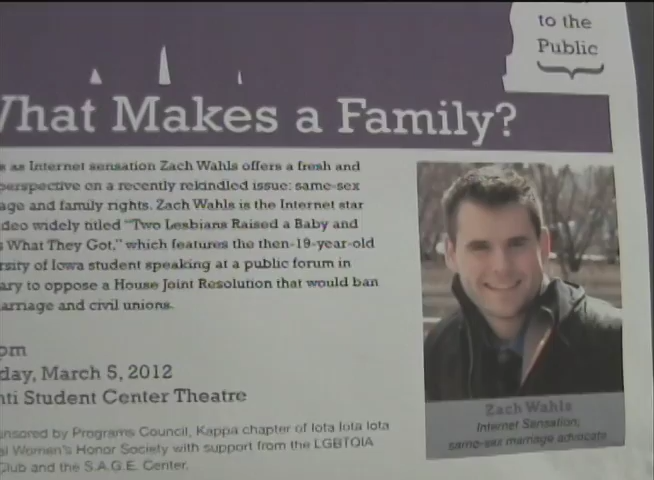 to the
Public
What Makes a Family?
as Internet sensation Zach Wahls offers a fresh and
perspective on a recently rekindled issue: same-sex
age and family rights. Zach Wahls is the Internet star
deo widely titled "Two Lesbians Raised a Baby and
s What They Got," which features the then-19-year-old
rsity of Iowa student speaking at a public forum in
ary to oppose a House Joint Resolution that would ban
arriage and civil unions.
pm
day, March 5, 2012
nti Student Center Theatre
nsored by Programs Council, Kappa chapter of Iota Iota Iota
al Women's Honor Society with support from the LGBTQIA
Club and the S.A.G.E. Center.
Zach Wahls
Internet Sensation;
same-sex marriage advocate